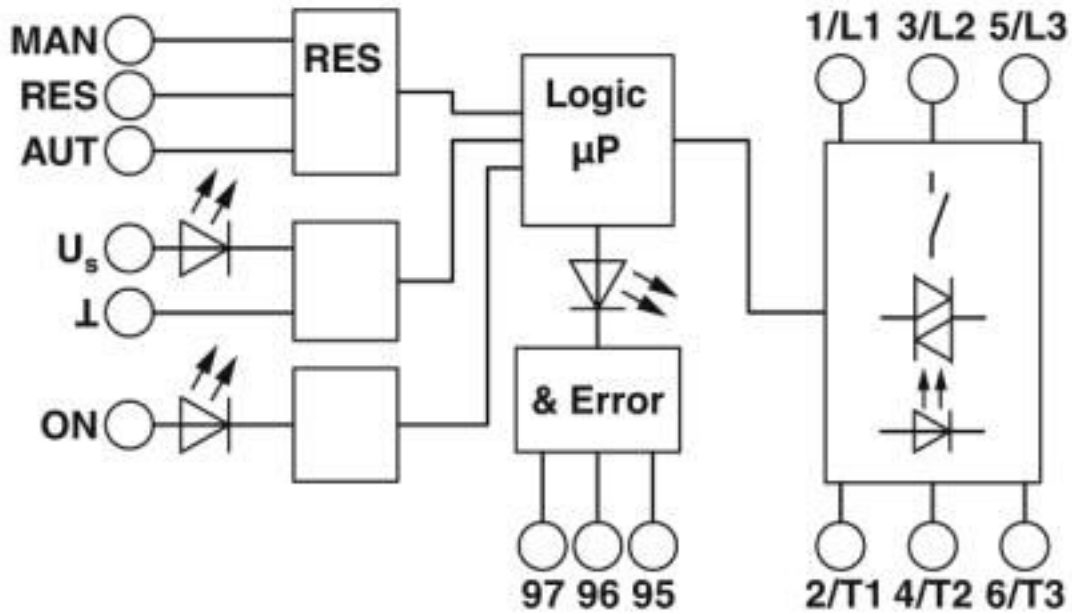 MAN
RES
AUT
RES
U_s
⊥
ON
Logic
µP
& Error
97 96 95
1/L1 3/L2 5/L3
2/T1 4/T2 6/T3